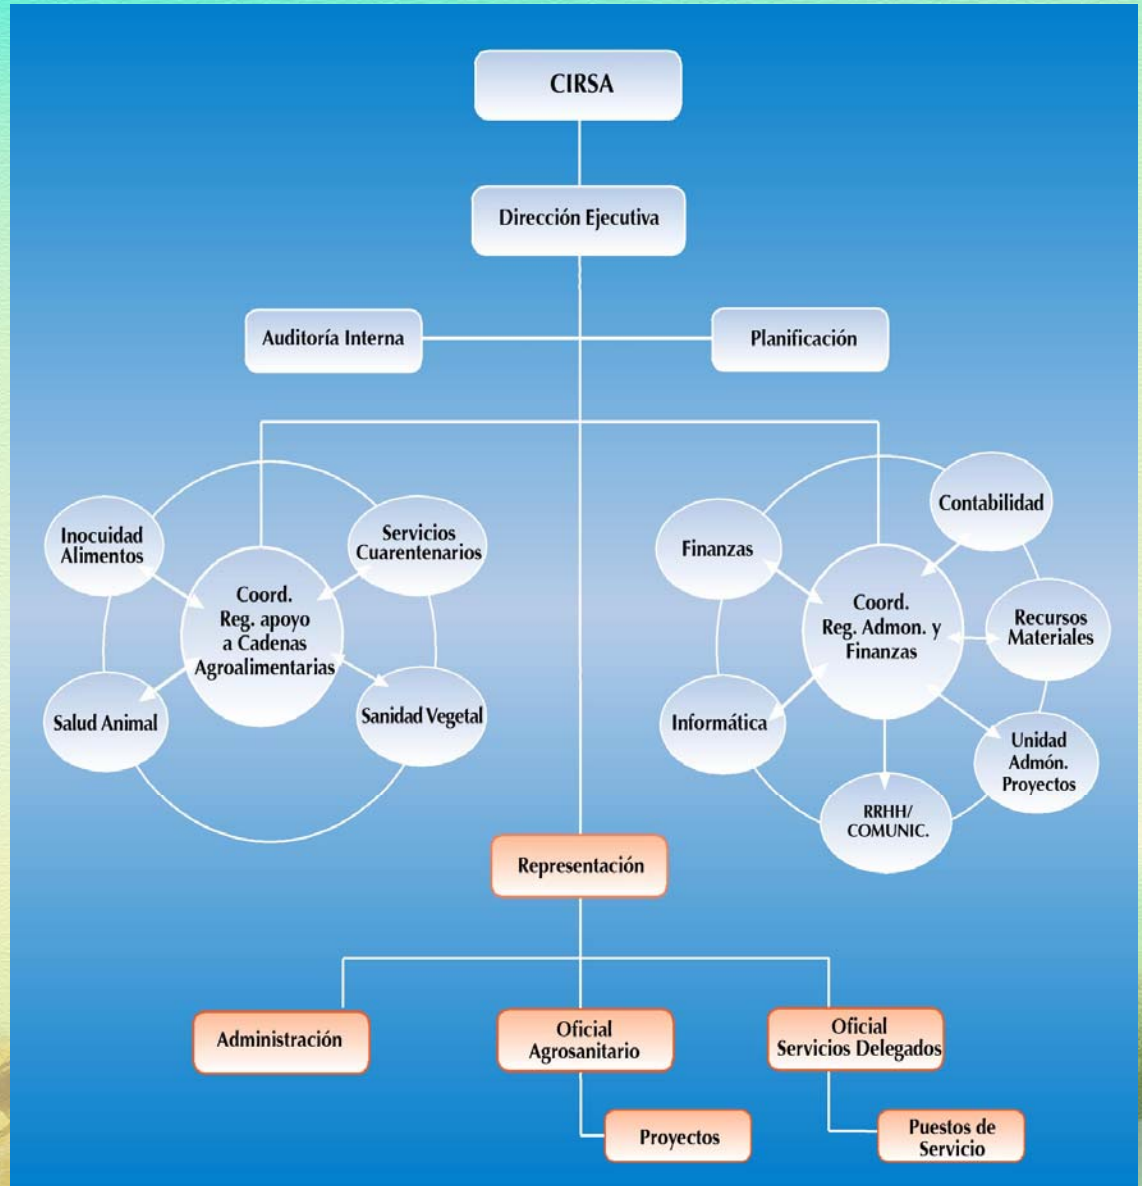 CIRSA
Dirección Ejecutiva
Auditoría Interna
Planificación
Inocuidad
Alimentos
Servicios
Cuarentenarios
Coord.
Reg. apoyo
a Cadenas
Agroalimentarias
Salud Animal
Sanidad Vegetal
Finanzas
Contabilidad
Coord.
Reg. Admon. y
Finanzas
Recursos
Materiales
Informática
Unidad
Admón.
Proyectos
RRHH/
COMUNIC.
Representación
Administración
Oficial
Agrosanitario
Oficial
Servicios Delegados
Proyectos
Puestos de
Servicio